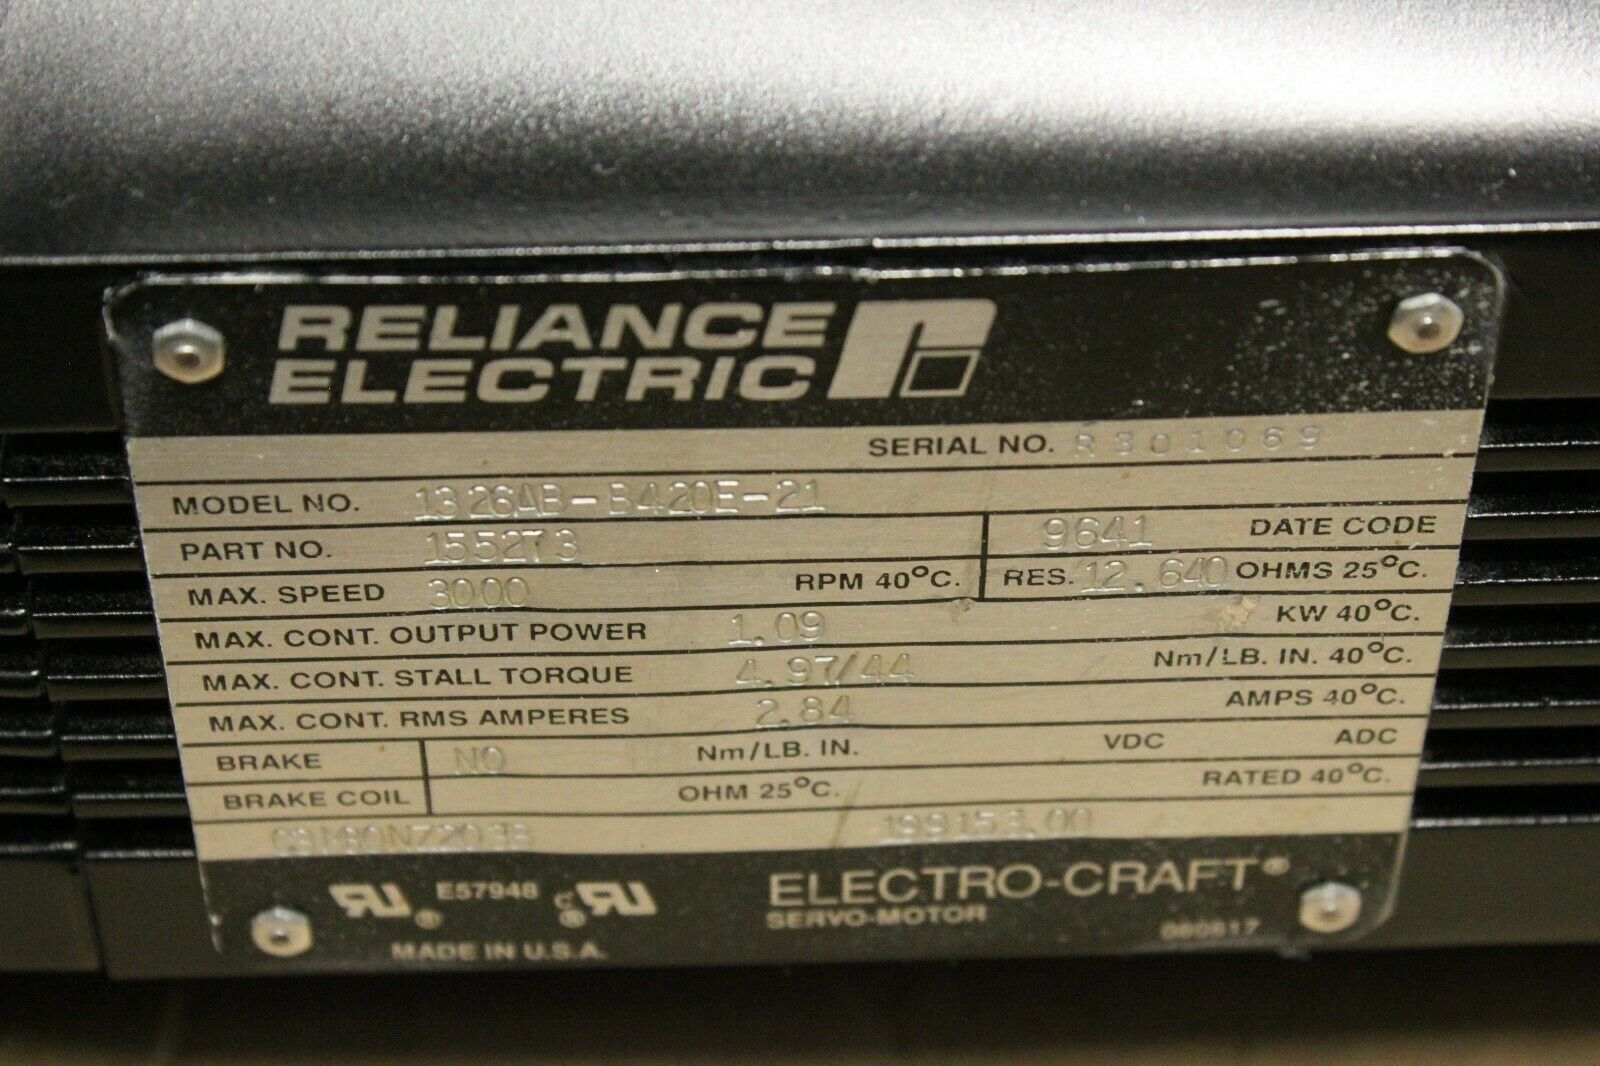 RELIANCE
ELECTRIC
SERIAL NO. R301069
MODEL NO. 1326AB-B420E-21
PART NO. 155273 9641 DATE CODE
MAX. SPEED 3000 RPM 40°C. RES. 12.640 OHMS 25°C.
MAX. CONT. OUTPUT POWER 1.09 KW 40°C.
MAX. CONT. STALL TORQUE 4.97/44 Nm/LB. IN. 40°C.
MAX. CONT. RMS AMPERES 2.84 AMPS 40°C.
BRAKE NO Nm/LB. IN. VDC ADC
BRAKE COIL OHM 25°C. RATED 40°C.
199153.00
E57948 c ® ®
ELECTRO-CRAFT®
SERVO-MOTOR
MADE IN U.S.A.